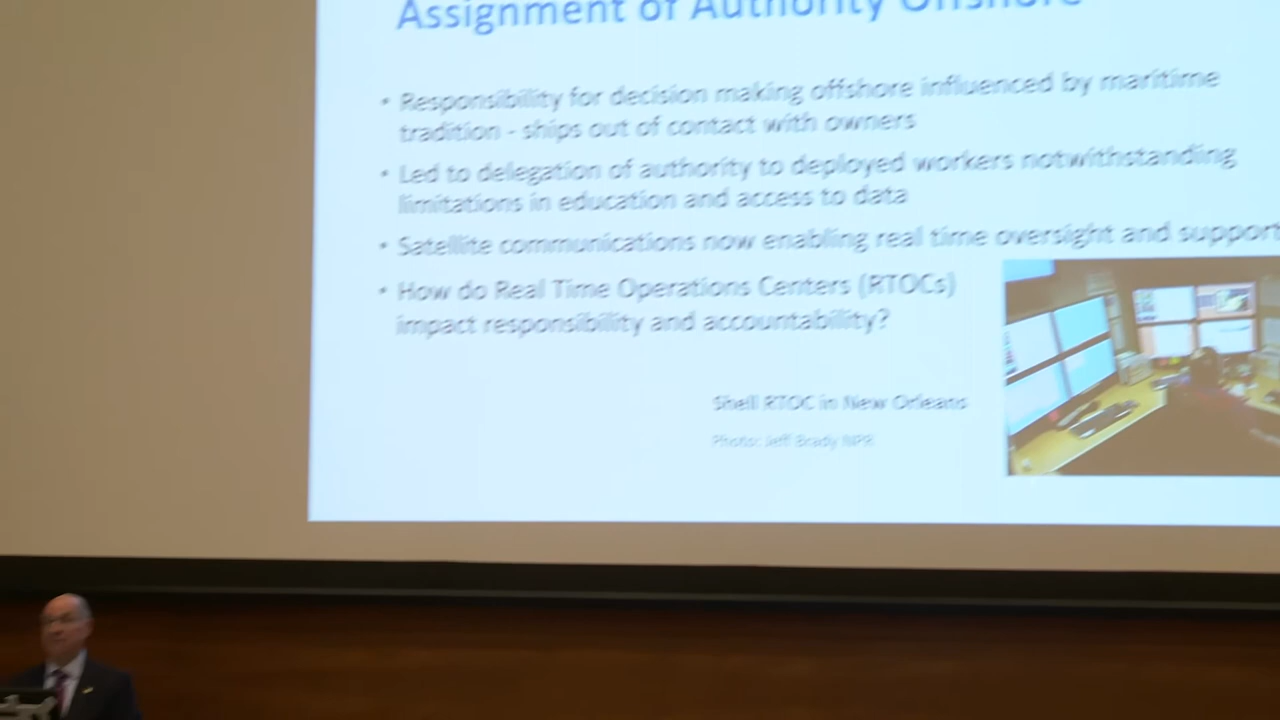 Assignment of Authority Offshore
• Responsibility for decision making offshore influenced by maritime
tradition - ships out of contact with owners
• Led to delegation of authority to deployed workers notwithstanding
limitations in education and access to data
• Satellite communications now enabling real time oversight and support
• How do Real Time Operations Centers (RTOCs)
impact responsibility and accountability?
Shell RTOC in New Orleans
Photo: Jeff Brady NPR